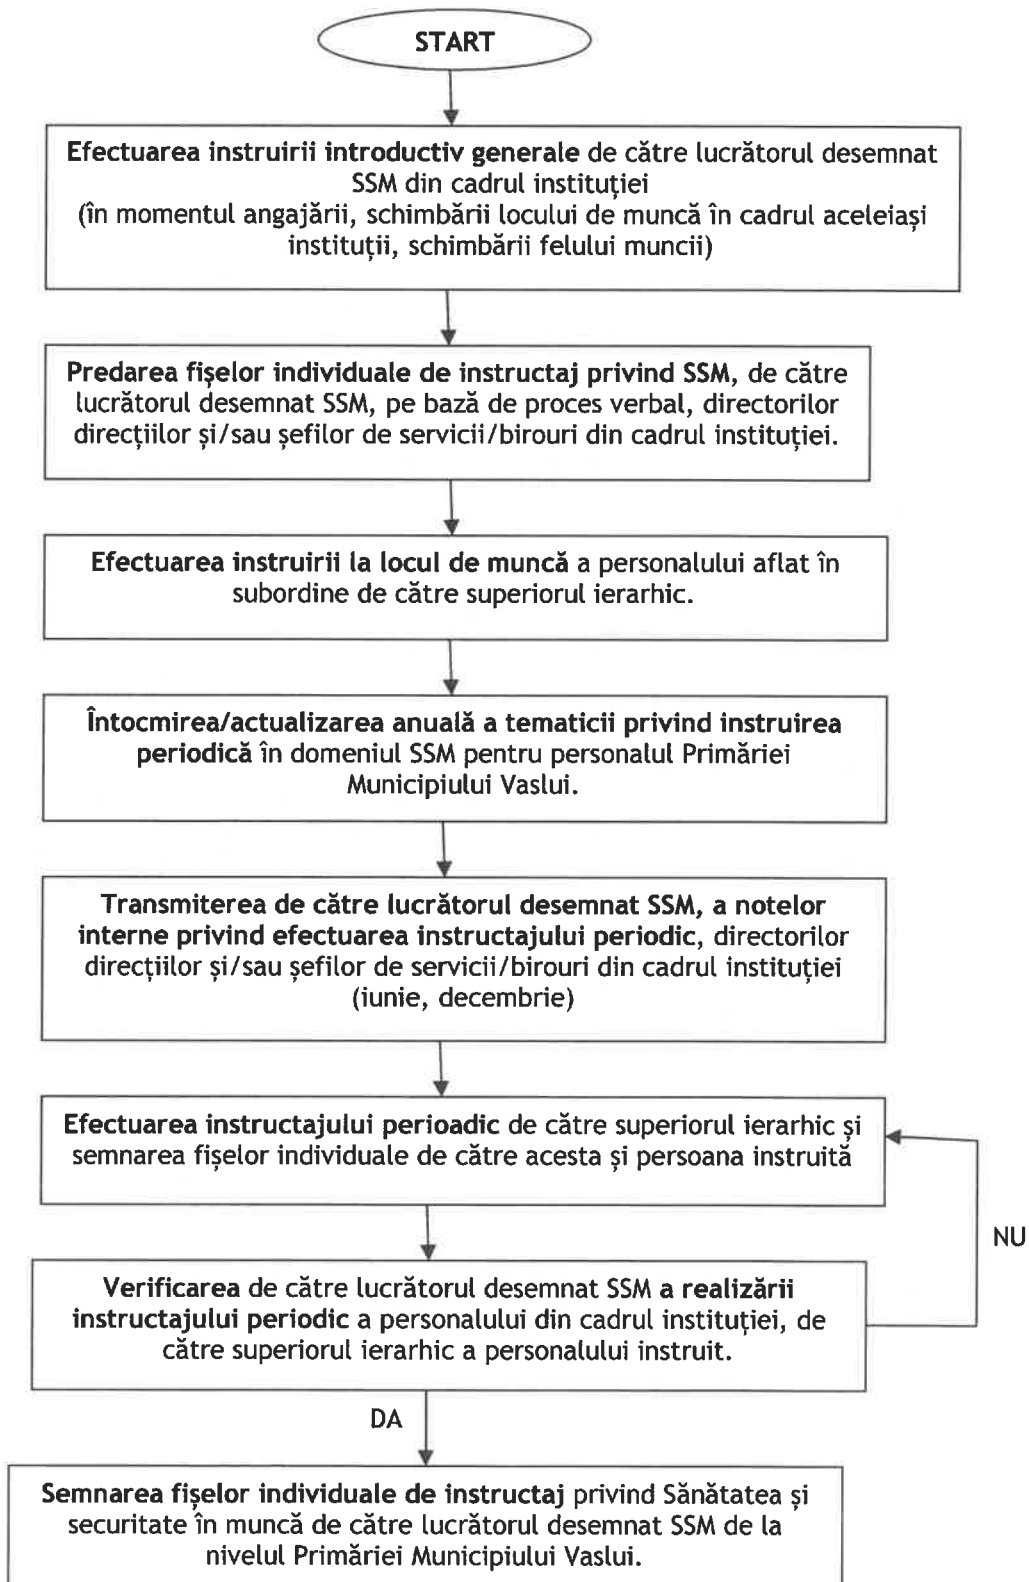 START
Efectuarea instruirii introductiv generale de către lucrătorul desemnat
SSM din cadrul instituției
(în momentul angajării, schimbării locului de muncă în cadrul aceleiași
instituții, schimbării felului muncii)
Predarea fișelor individuale de instructaj privind SSM, de către
lucrătorul desemnat SSM, pe bază de proces verbal, directorilor
direcțiilor și/sau șefilor de servicii/birouri din cadrul instituției.
Efectuarea instruirii la locul de muncă a personalului aflat în
subordine de către superiorul ierarhic.
Întocmirea/actualizarea anuală a tematicii privind instruirea
periodică în domeniul SSM pentru personalul Primăriei
Municipiului Vaslui.
Transmiterea de către lucrătorul desemnat SSM, a notelor
interne privind efectuarea instructajului periodic, directorilor
direcțiilor și/sau șefilor de servicii/birouri din cadrul instituției
(iunie, decembrie)
Efectuarea instructajului perioadic de către superiorul ierarhic și
semnarea fișelor individuale de către acesta și persoana instruită
NU
Verificarea de către lucrătorul desemnat SSM a realizării
instructajului periodic a personalului din cadrul instituției, de
către superiorul ierarhic a personalului instruit.
DA
Semnarea fișelor individuale de instructaj privind Sănătatea și
securitate în muncă de către lucrătorul desemnat SSM de la
nivelul Primăriei Municipiului Vaslui.